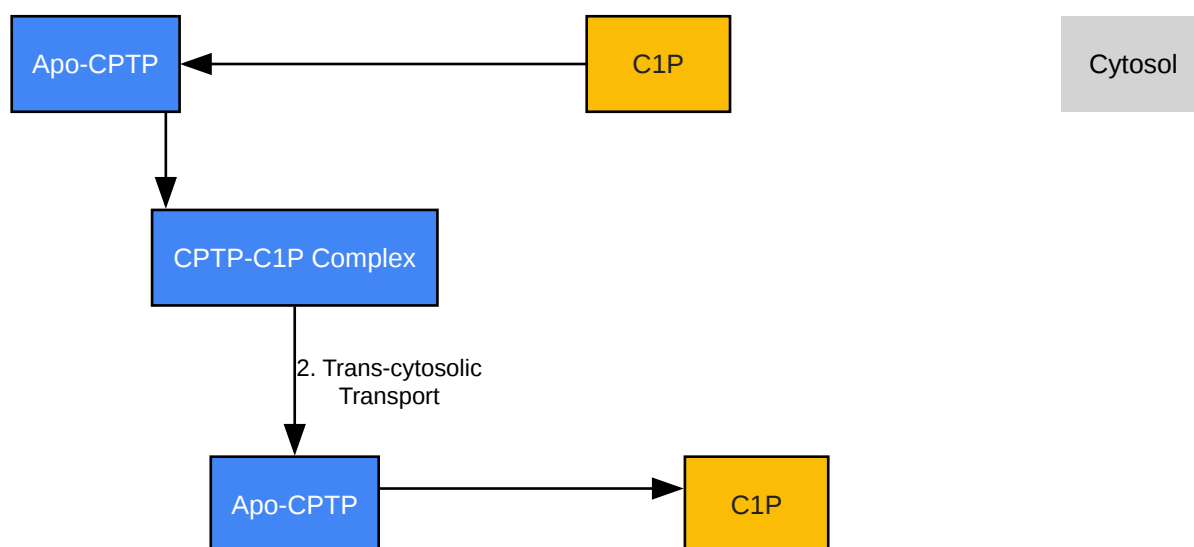 Apo-CPTP
C1P
Cytosol
CPTP-C1P Complex
2. Trans-cytosolic
Transport
Apo-CPTP
C1P